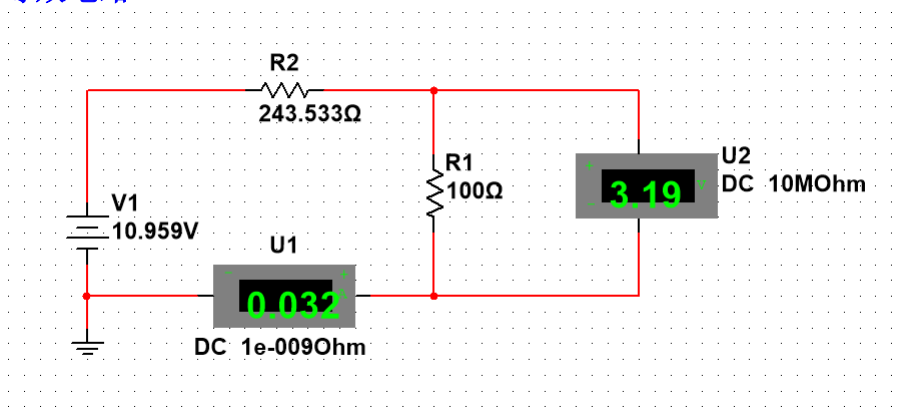 R2
243.533Ω
R1
100Ω
U2
DC 10MOhm
+
3.19 V
-
V1
10.959V
U1
- +
0.032 A
DC 1e-009Ohm